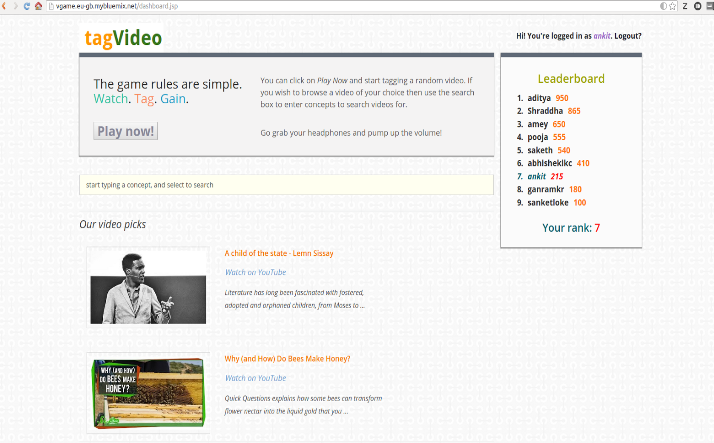 vgame.eu-gb.mybluemix.net/dashboard.jsp
tagVideo
Hi! You're logged in as ankit. Logout?
The game rules are simple.
Watch. Tag. Gain.
Play now!
You can click on Play Now and start tagging a random video. If
you wish to browse a video of your choice then use the search
box to enter concepts to search videos for.
Go grab your headphones and pump up the volume!
Leaderboard
1. aditya 950
2. Shraddha 865
3. amey 650
4. pooja 555
5. saketh 540
6. abhishekikc 410
7. ankit 215
8. ganramkr 180
9. sanketloke 100
Your rank: 7
start typing a concept, and select to search
Our video picks
A child of the state - Lemn Sissay
Watch on YouTube
Literature has long been fascinated with fostered,
adopted and orphaned children, from Moses to ...
WHY (AND HOW)
DO BEES MAKE
HONEY?
Why (and How) Do Bees Make Honey?
Watch on YouTube
Quick Questions explains how some bees can transform
flower nectar into the liquid gold that you ...